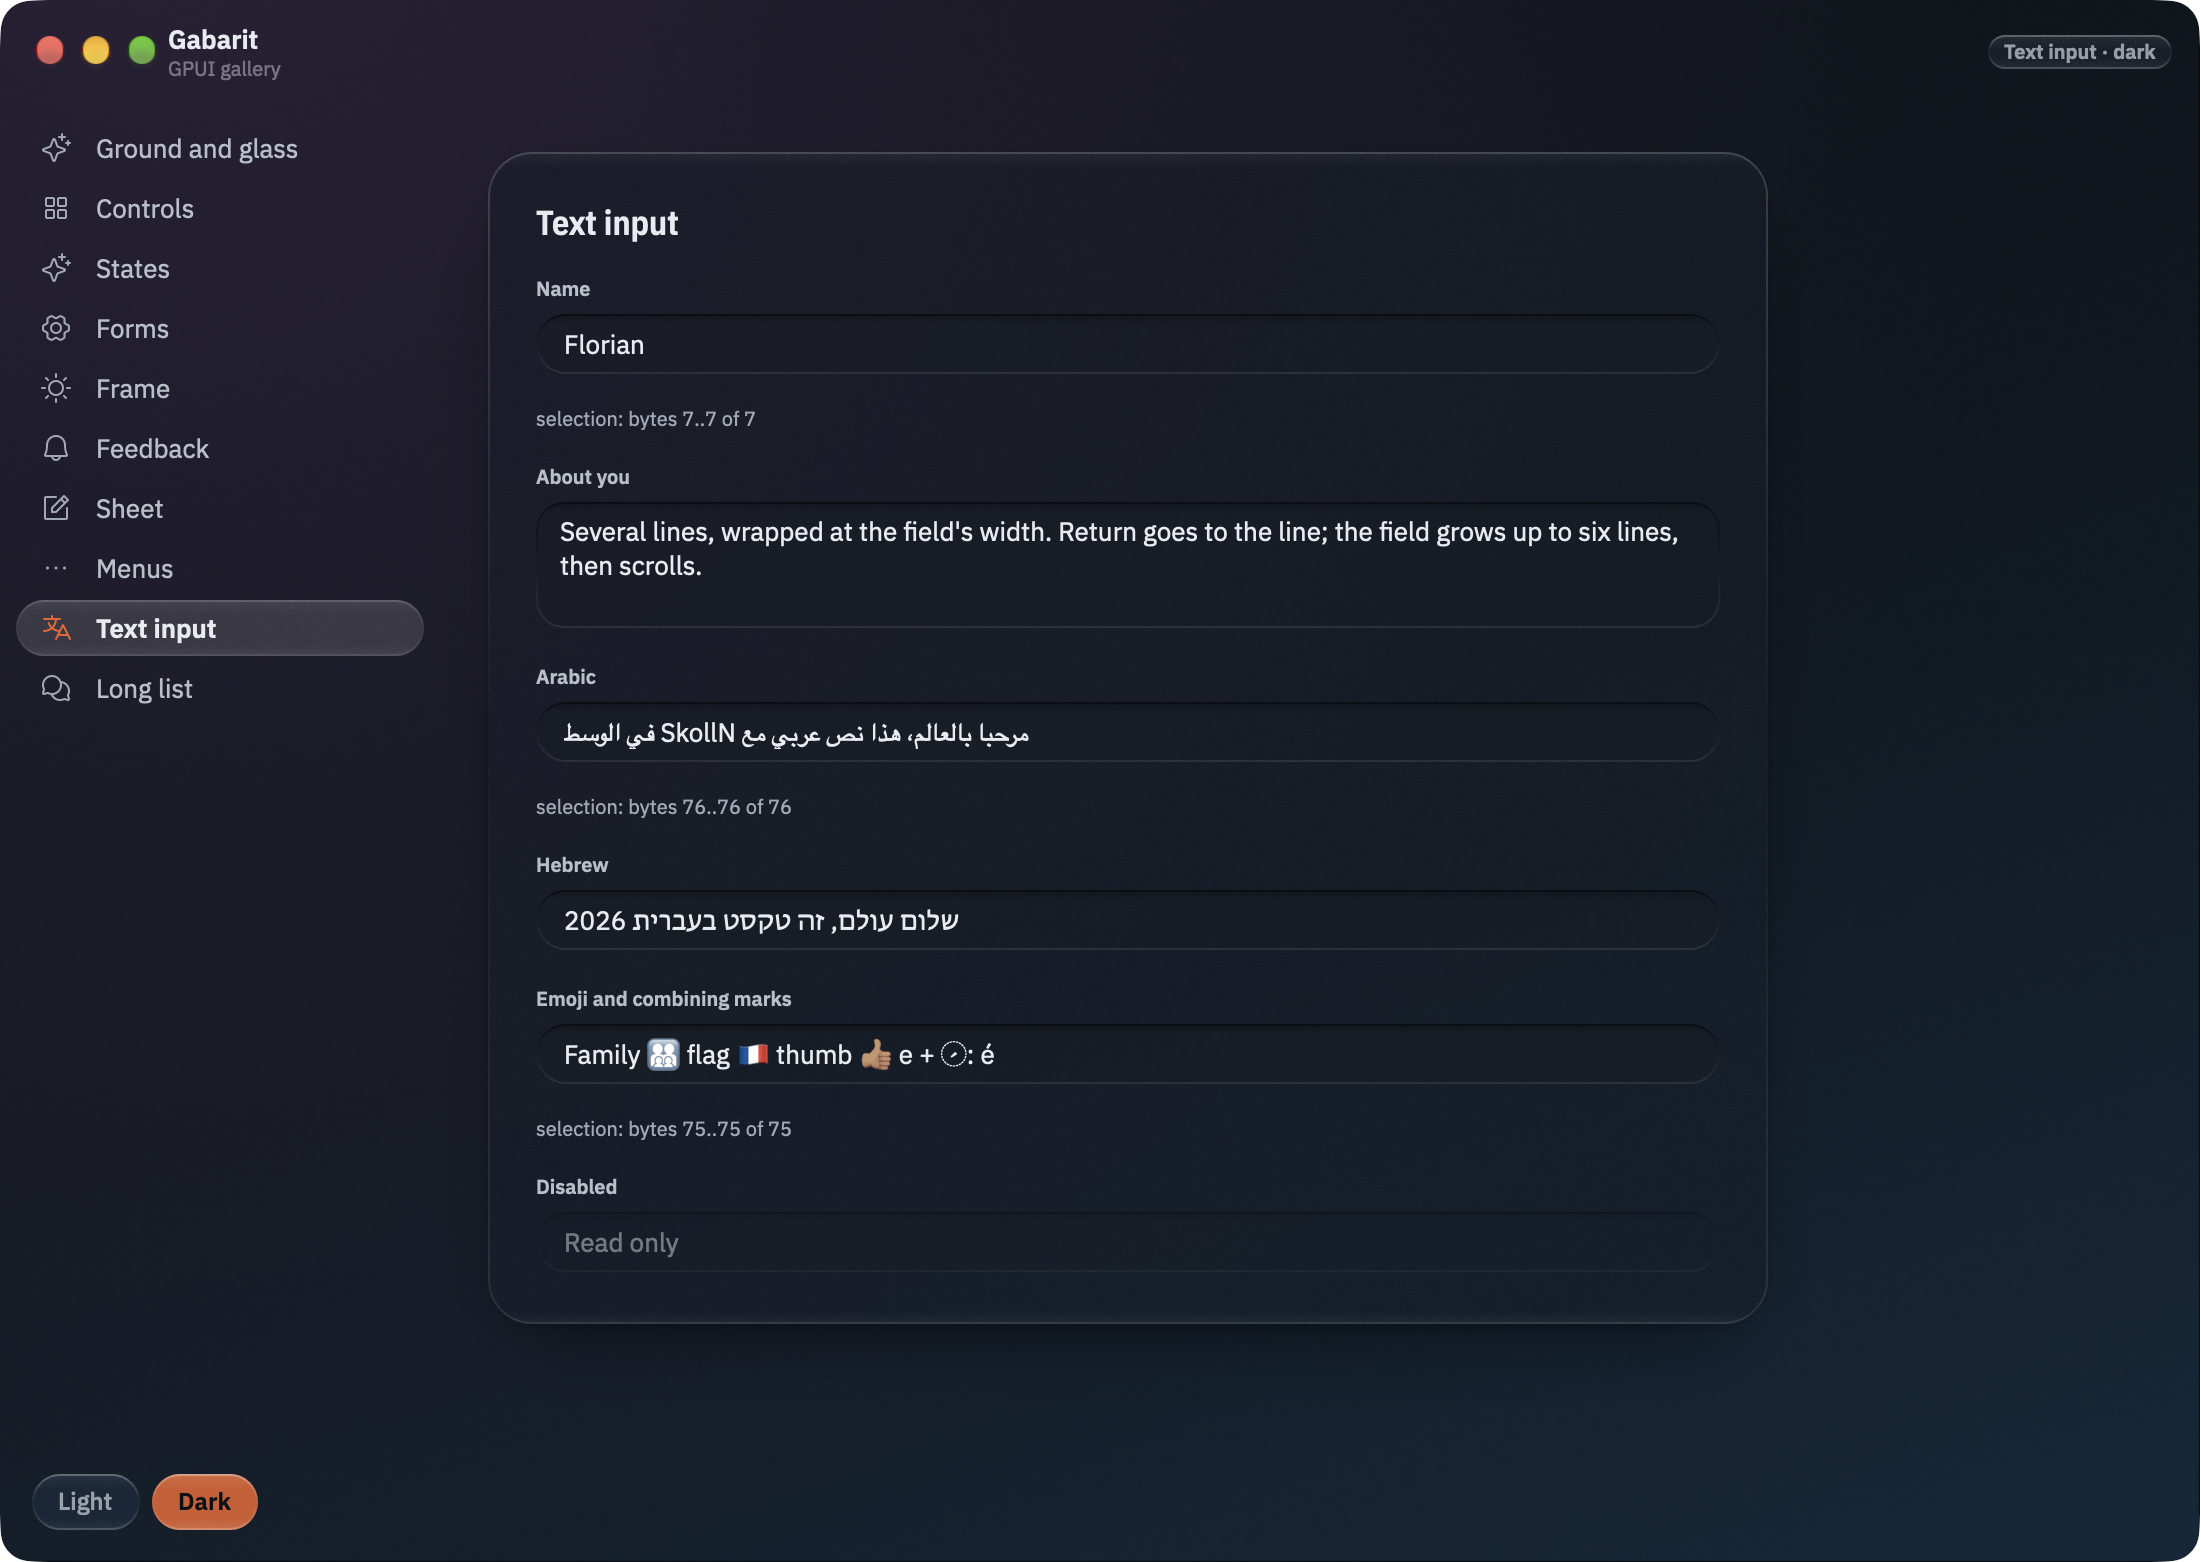 Gabarit
GPUI gallery
Text input · dark
Ground and glass
Controls
States
Forms
Frame
Feedback
Sheet
Menus
Text input
Long list
Text input
Name
Florian
selection: bytes 7..7 of 7
About you
Several lines, wrapped at the field's width. Return goes to the line; the field grows up to six lines,
then scrolls.
Arabic
مرحبا بالعالم، هذا نص عربي مع SkollN في الوسط
selection: bytes 76..76 of 76
Hebrew
שלום עולם, זה טקסט בעברית 2026
Emoji and combining marks
Family 👨‍👩‍👧‍👦 flag 🇫🇷 thumb 👍🏽 e + ◌́: é
selection: bytes 75..75 of 75
Disabled
Read only
Light
Dark